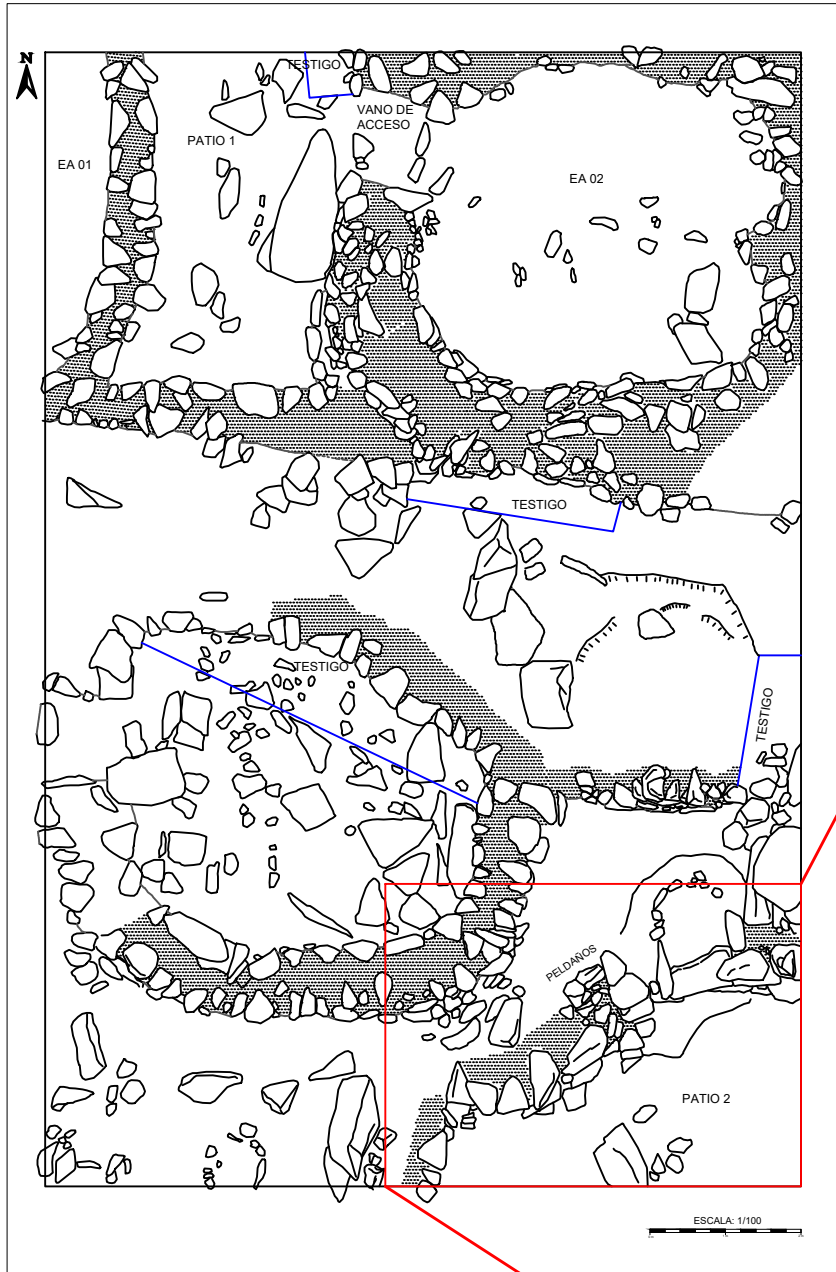 N
TESTIGO
VANO DE
ACCESO
PATIO 1
EA 01
EA 02
TESTIGO
TESTIGO
TESTIGO
PELDAÑOS
PATIO 2
ESCALA: 1/100